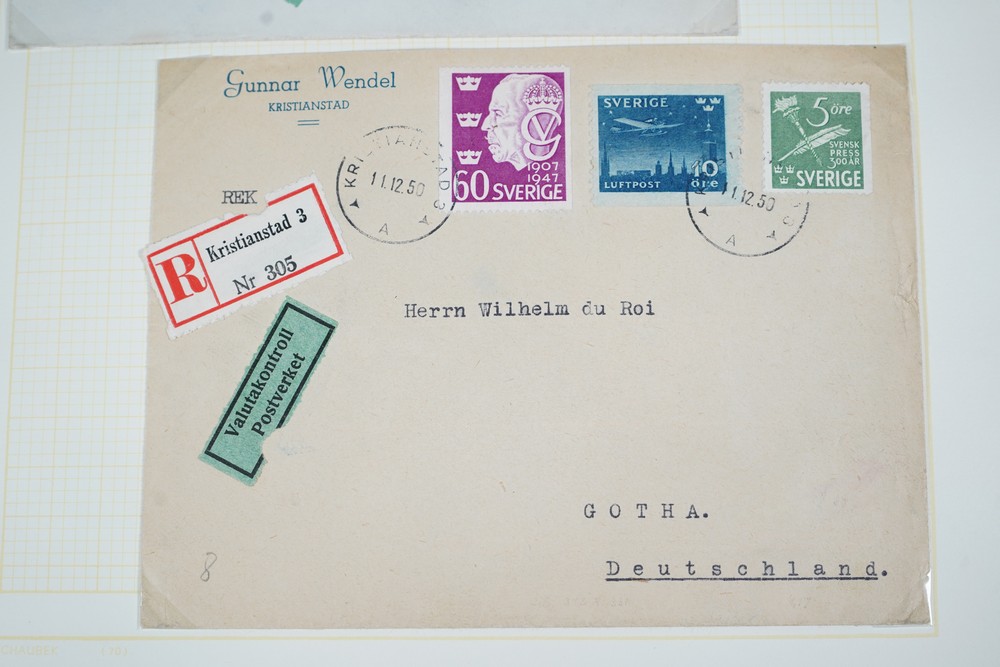 Gunnar Wendel
KRISTIANSTAD
REK
R
Kristianstad 3
Nr 305
Valutakontroll
Postverket
KRISTIANSTAD 3
11.12.50
A
1907
1947
60 SVERIGE
SVERIGE
10
öre
LUFTPOST
11.12.50
A
5 öre
SVENSK
PRESS
300 ÅR
SVERIGE
Herrn Wilhelm du Roi
GOTHA.
Deutschland.
8